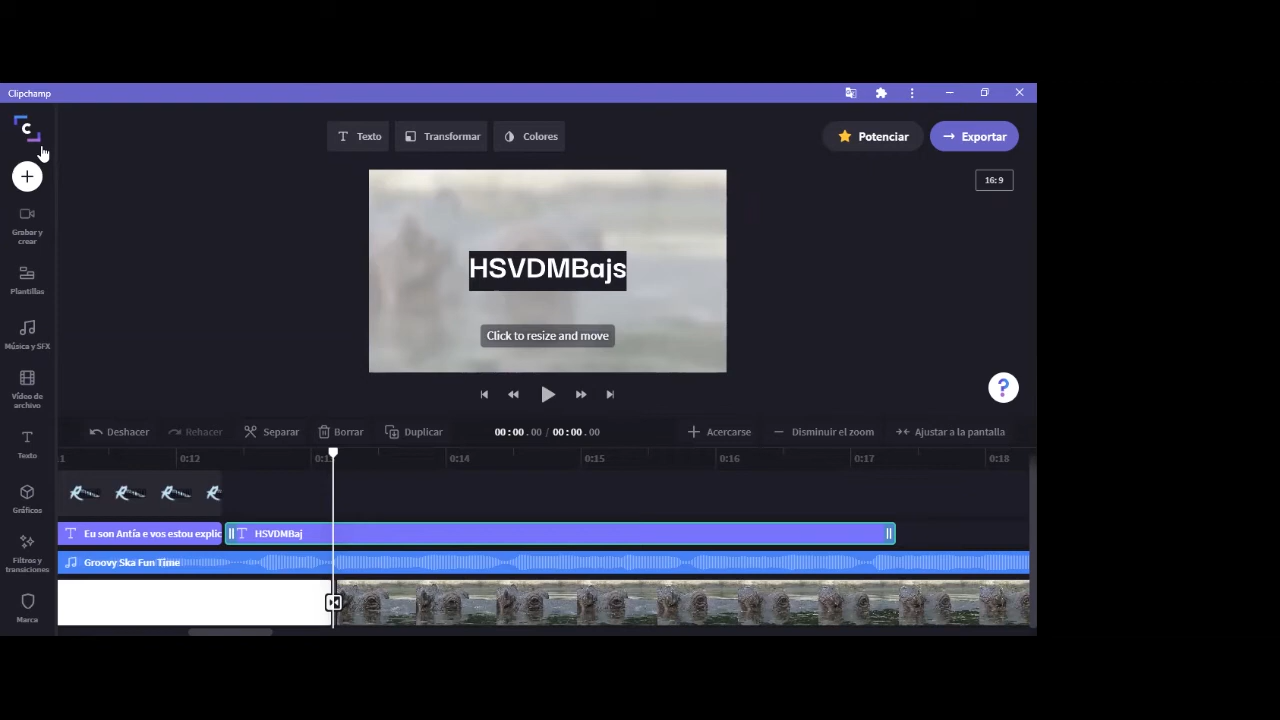 Clipchamp
Texto
Transformar
Colores
Potenciar
Exportar
16:9
Grabar y
crear
Plantillas
Música y SFX
Vídeo de
archivo
Texto
Gráficos
Filtros y
transiciones
Marca
HSVDMBajs
Click to resize and move
?
Deshacer
Rehacer
Separar
Borrar
Duplicar
00:00.00 / 00:00.00
Acercarse
Disminuir el zoom
Ajustar a la pantalla
0:12
0:14
0:15
0:16
0:17
0:18
Eu son Antía e vos estou explic
HSVDMBaj
Groovy Ska Fun Time